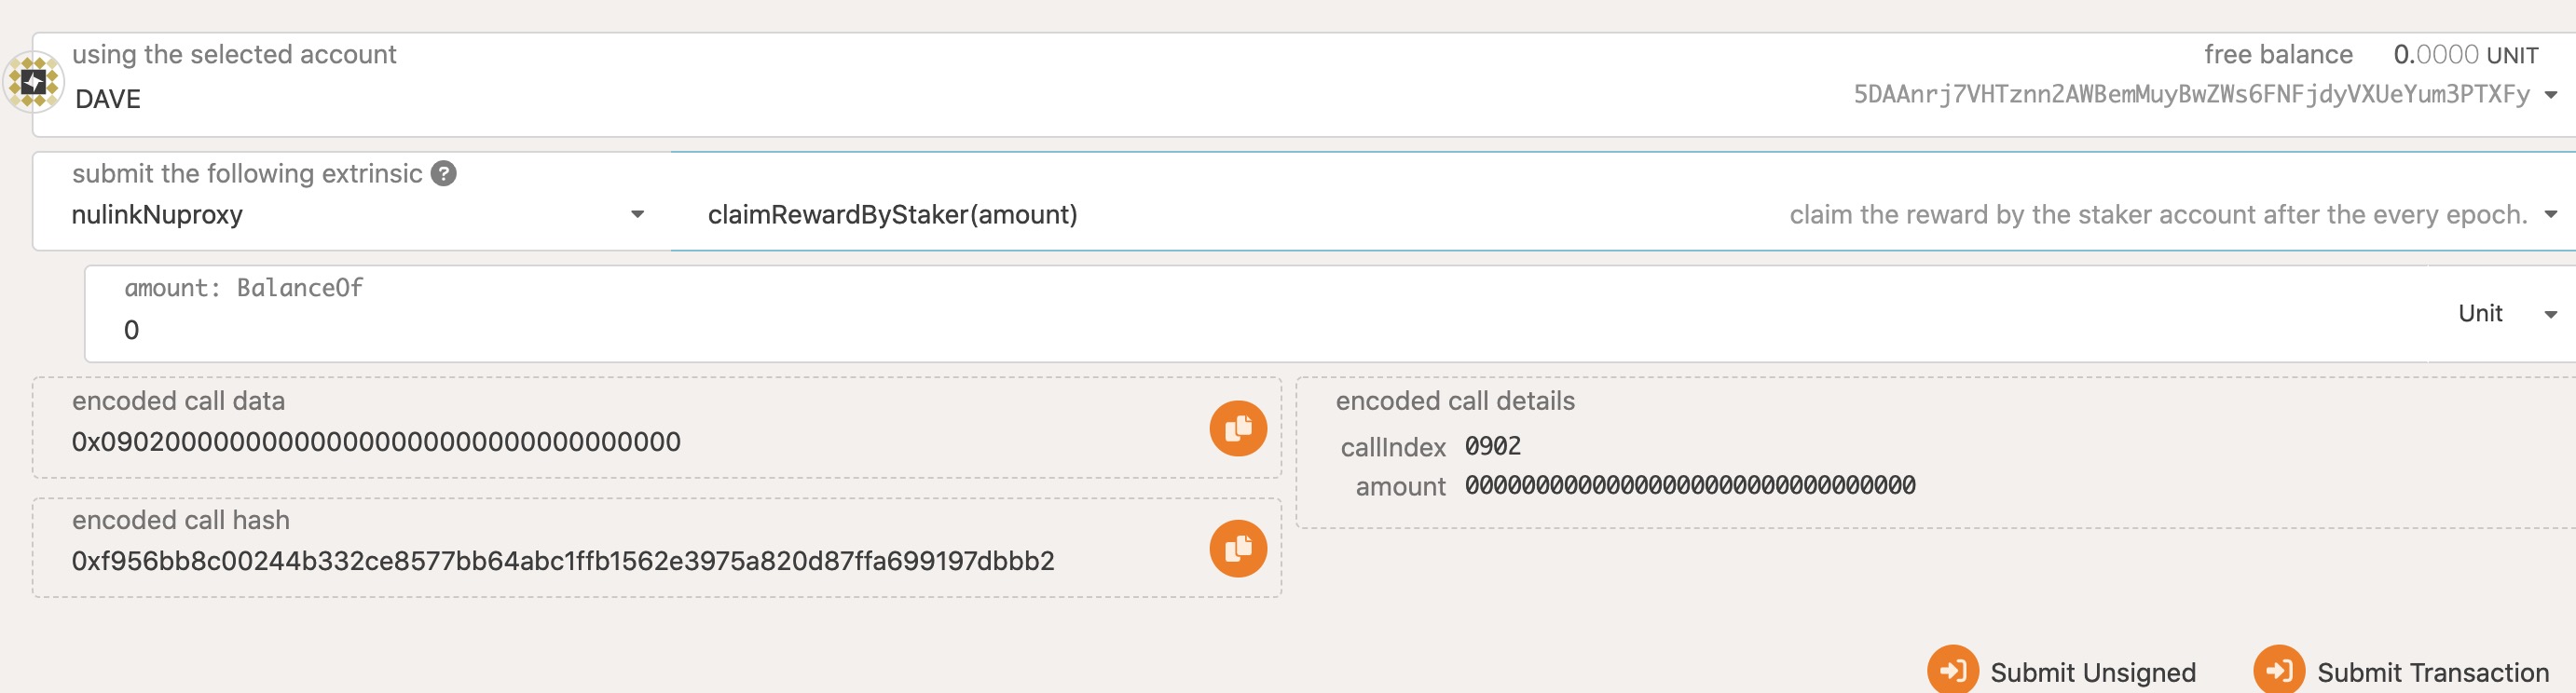 using the selected account
free balance 0.0000 UNIT
DAVE
5DAAnrj7VHTznn2AWBemMuyBwZWs6FNFjdyVXUeYum3PTXFy
submit the following extrinsic ?
nulinkNuproxy
claimRewardByStaker(amount)
claim the reward by the staker account after the every epoch.
amount: BalanceOf
0
Unit
encoded call data
0x090200000000000000000000000000000000
encoded call details
callIndex 0902
amount 00000000000000000000000000000000
encoded call hash
0xf956bb8c00244b332ce8577bb64abc1ffb1562e3975a820d87ffa699197dbbb2
Submit Unsigned
Submit Transaction